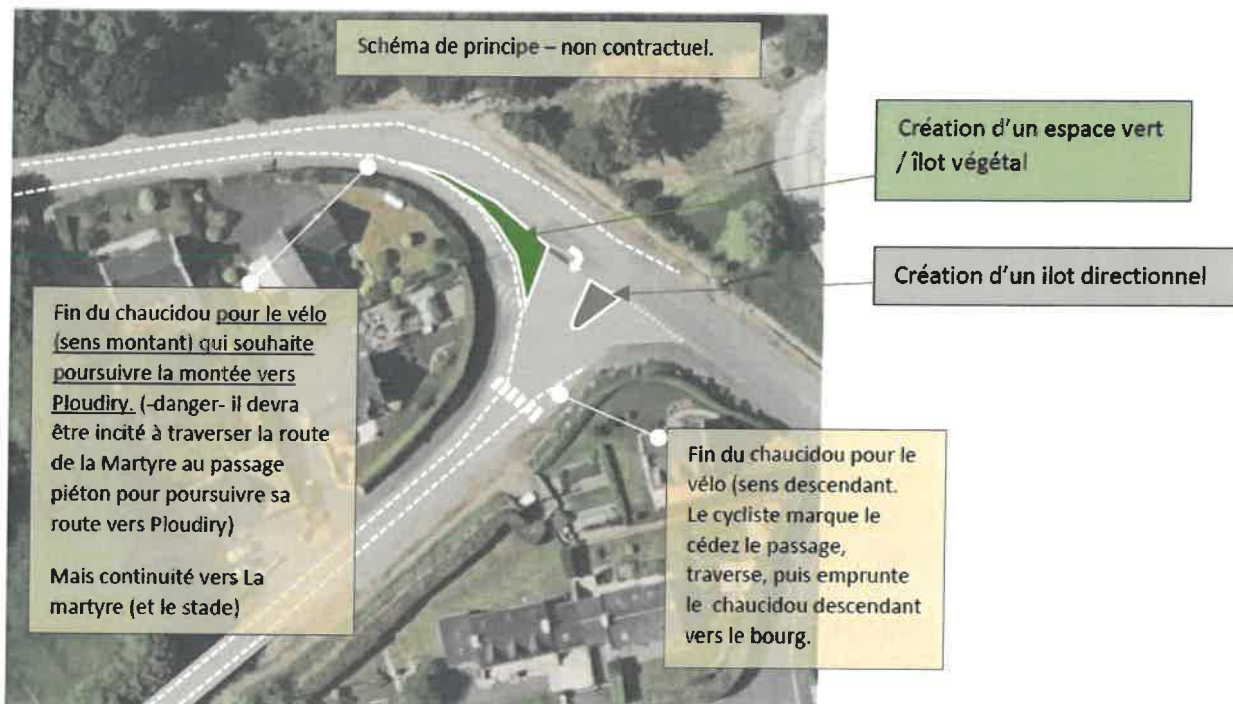 Schéma de principe – non contractuel.
Création d'un espace vert
/ îlot végétal
Création d'un ilot directionnel
Fin du chaucidou pour le vélo
(sens montant) qui souhaite
poursuivre la montée vers
Ploudiry. (-danger- il devra
être incité à traverser la route
de la Martyre au passage
piéton pour poursuivre sa
route vers Ploudiry)
Mais continuité vers La
martyre (et le stade)
Fin du chaucidou pour le
vélo (sens descendant.
Le cycliste marque le
cédez le passage,
traverse, puis emprunte
le chaucidou descendant
vers le bourg.